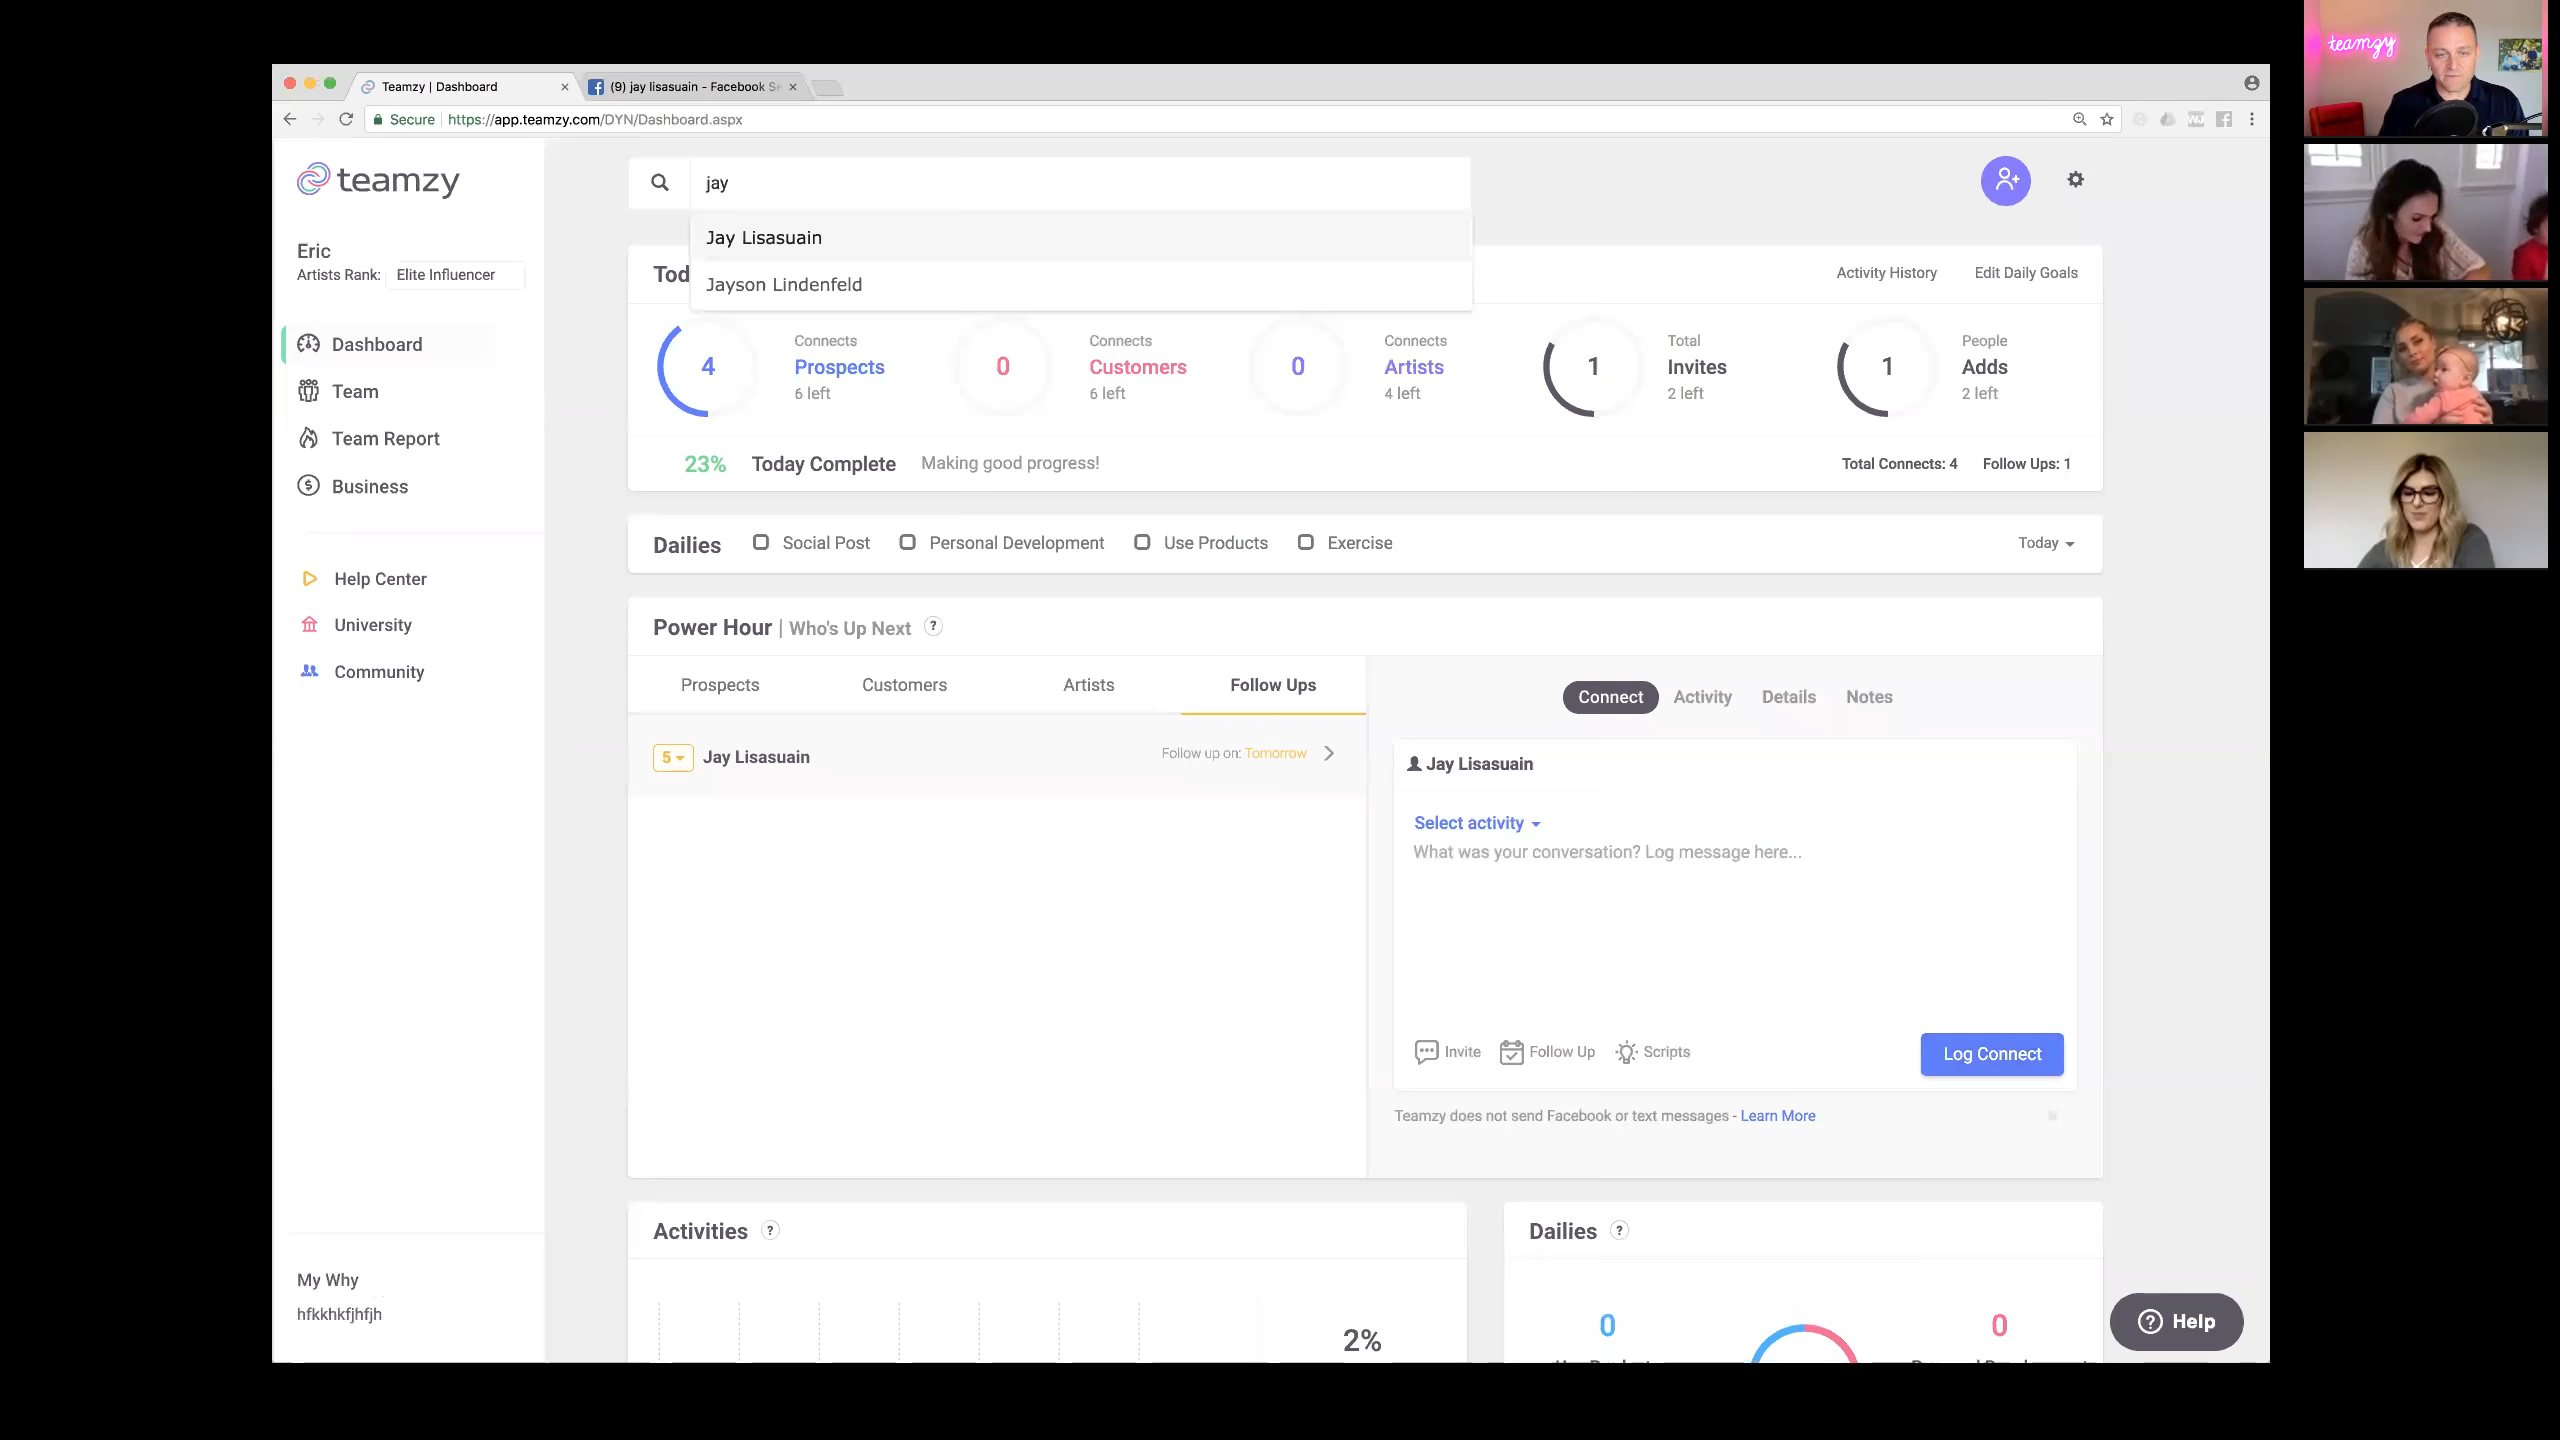 Teamzy | Dashboard
(9) jay lisasuain - Facebook Se
Secure
https://app.teamzy.com/DYN/Dashboard.aspx
teamzy
Eric
Artists Rank: Elite Influencer
Dashboard
Team
Team Report
Business
Help Center
University
Community
My Why
hfkkhkfjhfjh
jay
Jay Lisasuain
Jayson Lindenfeld
Tod
Activity History
Edit Daily Goals
4
Connects
Prospects
6 left
0
Connects
Customers
6 left
0
Connects
Artists
4 left
1
Total
Invites
2 left
1
People
Adds
2 left
23% Today Complete Making good progress!
Total Connects: 4 Follow Ups: 1
Dailies Social Post Personal Development Use Products Exercise
Today
Power Hour | Who's Up Next ?
Prospects Customers Artists Follow Ups
5 Jay Lisasuain Follow up on: Tomorrow
Connect Activity Details Notes
Jay Lisasuain
Select activity
What was your conversation? Log message here...
Invite Follow Up Scripts
Log Connect
Teamzy does not send Facebook or text messages - Learn More
Activities ?
2%
Dailies ?
0
0
? Help
teamzy